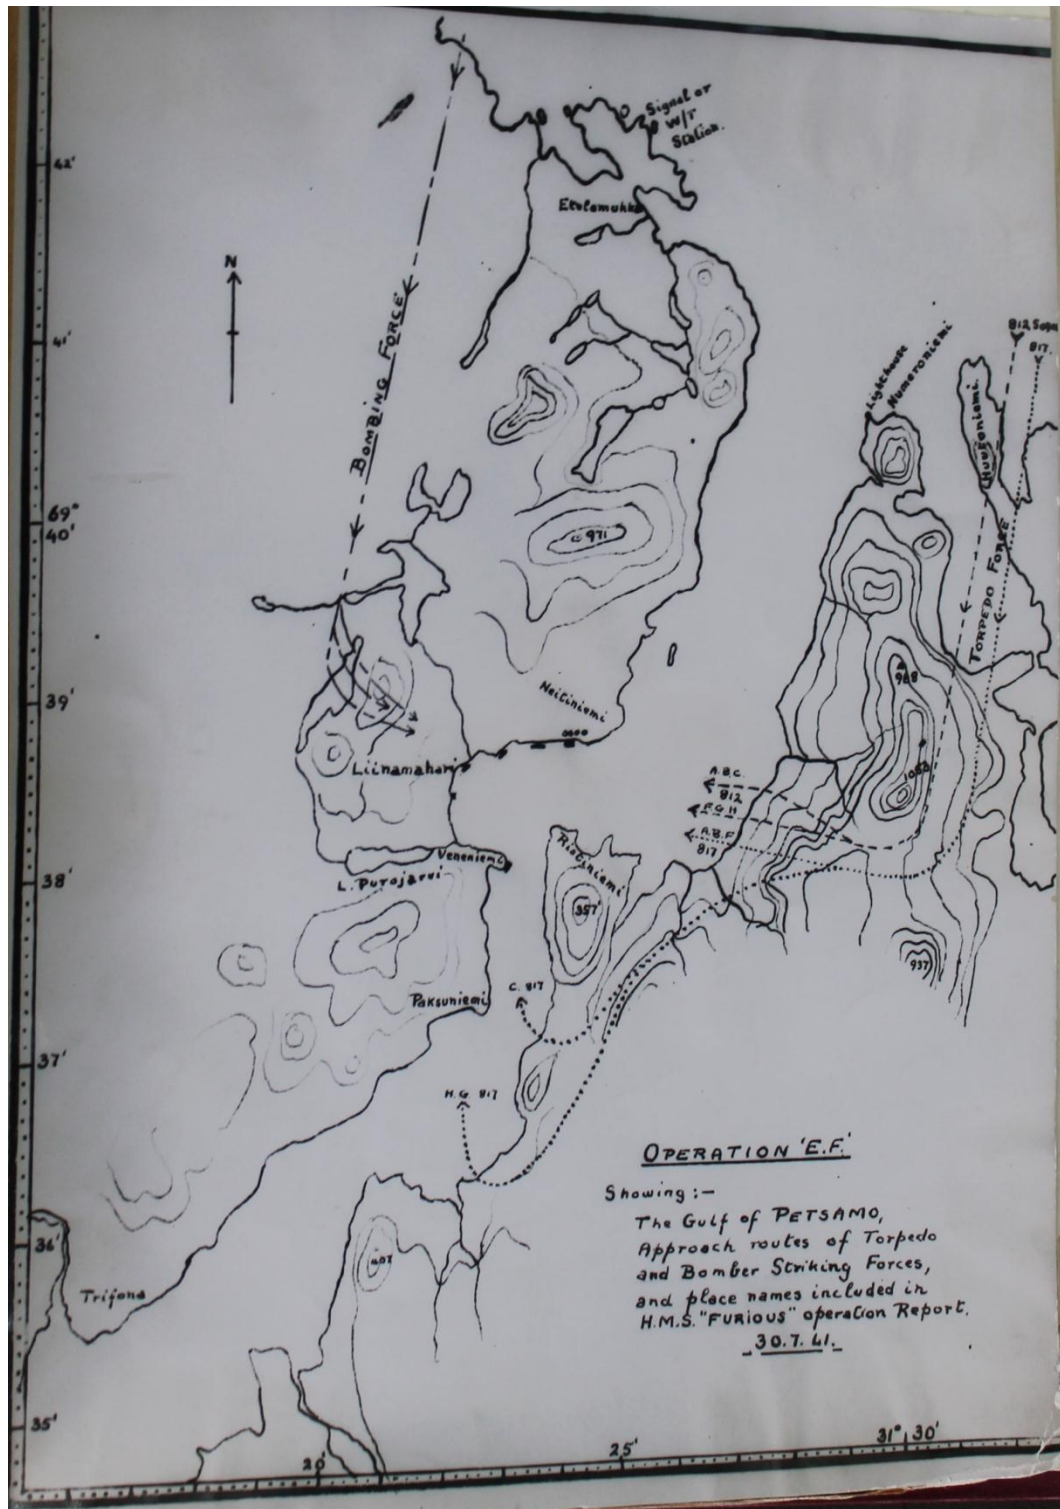 Signal or
W/T
Station.
42'
N
41'
BOMBING FORCE
812
817.
Lighthouse
Numeroniemi
69°
40'
971
TORPEDO FORCE
968
39'
Neitiniemi
Liinamahari
1052
A.B.C.
812
F.G.H
A.B.F
817
Ristiniemi
Veneniemi
38'
L. Purojarvi
357'
937
C. 817
Paksuniemi
37'
H.G. 817
OPERATION 'E.F.'
Showing :-
The Gulf of PETSAMO,
Approach routes of Torpedo
and Bomber Striking Forces,
and place names included in
H.M.S. "FURIOUS" operation Report.
30.7.41.
36'
407
Trifona
35'
20'
25'
31° 30'